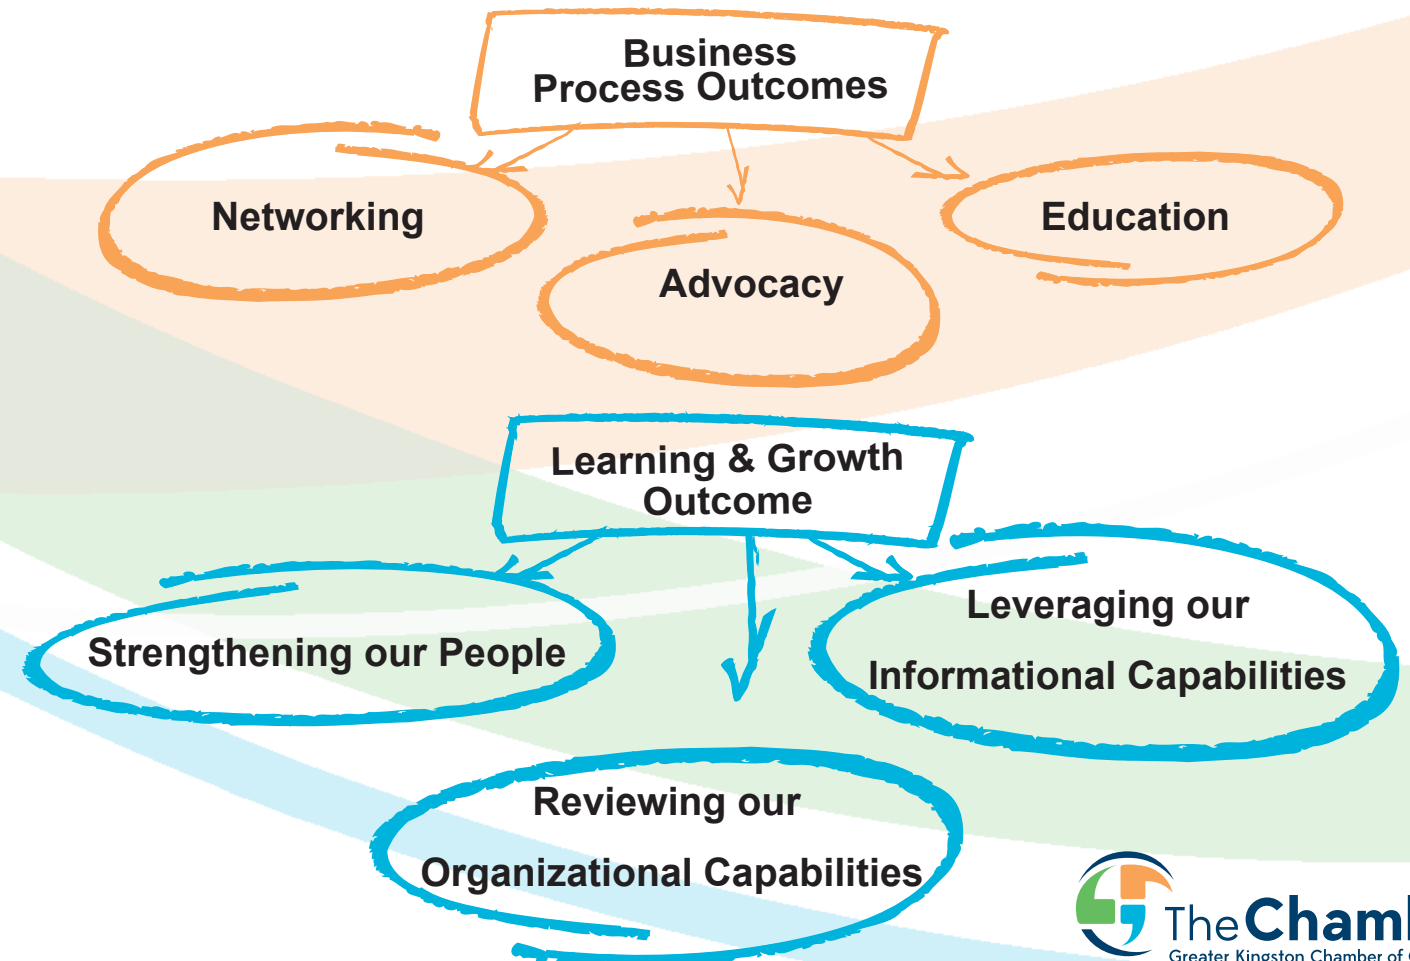 Business
Process Outcomes
Networking
Education
Advocacy
Learning & Growth
Outcome
Strengthening our People
Leveraging our
Informational Capabilities
Reviewing our
Organizational Capabilities
The
Greater Kingston Chamber of